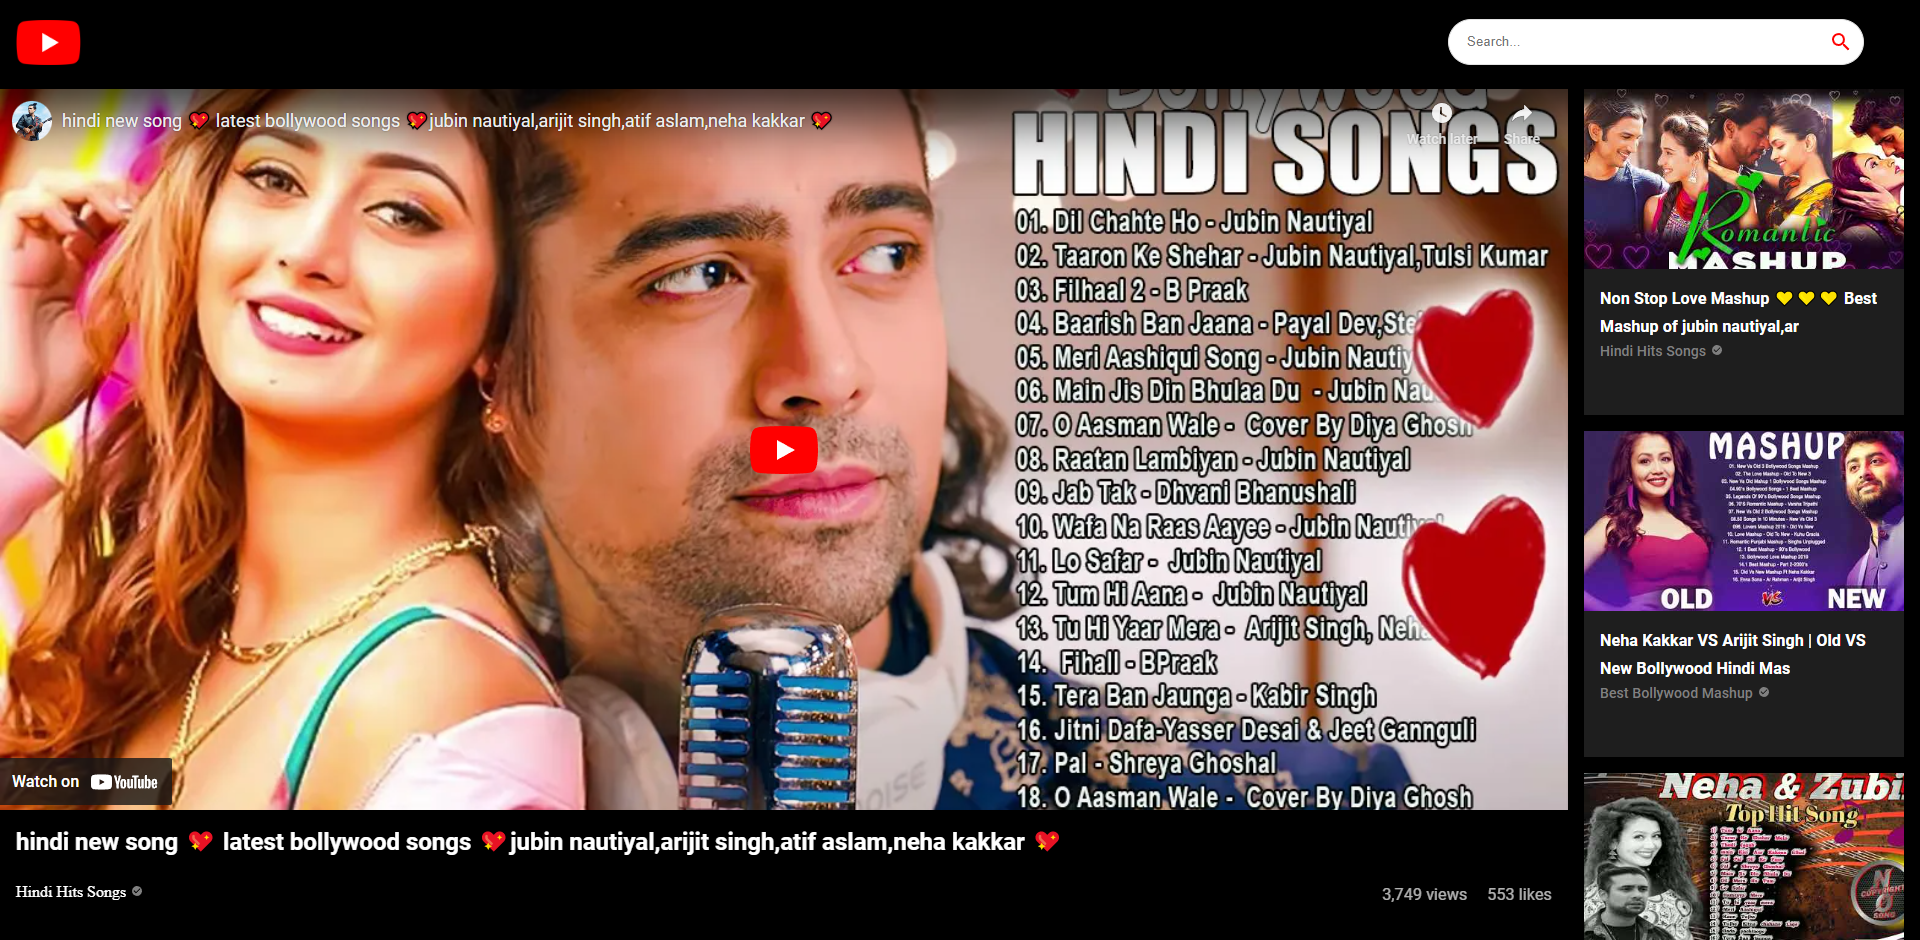 Search...
hindi new song 💖 latest bollywood songs 💖jubin nautiyal,arijit singh,atif aslam,neha kakkar 💖
Watch later
Share
Bollywood
HINDI SONGS
01. Dil Chahte Ho - Jubin Nautiyal
02. Taaron Ke Shehar - Jubin Nautiyal,Tulsi Kumar
03. Filhaal 2 - B Praak
04. Baarish Ban Jaana - Payal Dev,Ste
05. Meri Aashiqui Song - Jubin Nautiy
06. Main Jis Din Bhulaa Du - Jubin Nau
07. O Aasman Wale - Cover By Diya Ghosh
08. Raatan Lambiyan - Jubin Nautiyal
09. Jab Tak - Dhvani Bhanushali
10. Wafa Na Raas Aayee - Jubin Nautiyal
11. Lo Safar - Jubin Nautiyal
12. Tum Hi Aana - Jubin Nautiyal
13. Tu Hi Yaar Mera - Arijit Singh, Neha
14. Fihall - BPraak
15. Tera Ban Jaunga - Kabir Singh
16. Jitni Dafa-Yasser Desai & Jeet Gannguli
17. Pal - Shreya Ghoshal
18. O Aasman Wale - Cover By Diya Ghosh
Watch on YouTube
hindi new song 💖 latest bollywood songs 💖jubin nautiyal,arijit singh,atif aslam,neha kakkar 💖
Hindi Hits Songs
3,749 views 553 likes
Romantic
MASHUP
Non Stop Love Mashup 💛 💛 💛 Best
Mashup of jubin nautiyal,ar
Hindi Hits Songs
MASHUP
OLD VS NEW
Neha Kakkar VS Arijit Singh | Old VS
New Bollywood Hindi Mas
Best Bollywood Mashup
Neha & Zubi
Top Hit Song